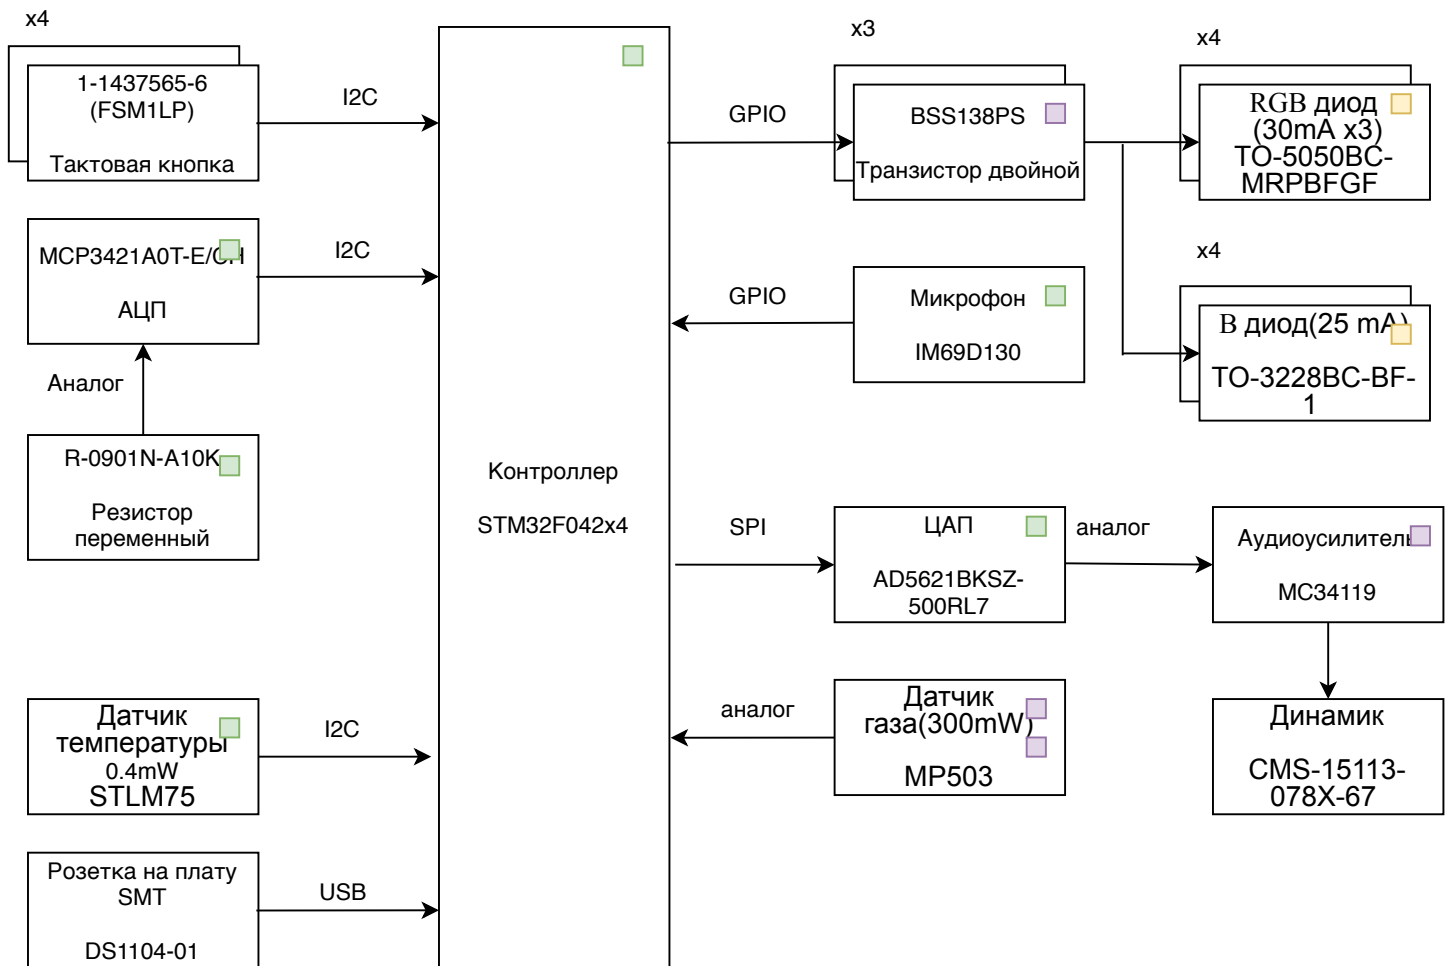 x4
1-1437565-6
(FSM1LP)
Тактовая кнопка
I2C
MCP3421A0T-E/CH
АЦП
I2C
Аналог
R-0901N-A10K
Резистор
переменный
Датчик
температуры
0.4mW
STLM75
I2C
Розетка на плату
SMT
DS1104-01
USB
Контроллер
STM32F042x4
GPIO
x3
BSS138PS
Транзистор двойной
x4
RGB диод
(30mA x3)
TO-5050BC-
MRPBFGF
GPIO
Микрофон
IM69D130
x4
В диод(25 mA)
TO-3228BC-BF-
1
SPI
ЦАП
AD5621BKSZ-
500RL7
аналог
Аудиоусилитель
MC34119
аналог
Датчик
газа(300mW)
MP503
Динамик
CMS-15113-
078X-67